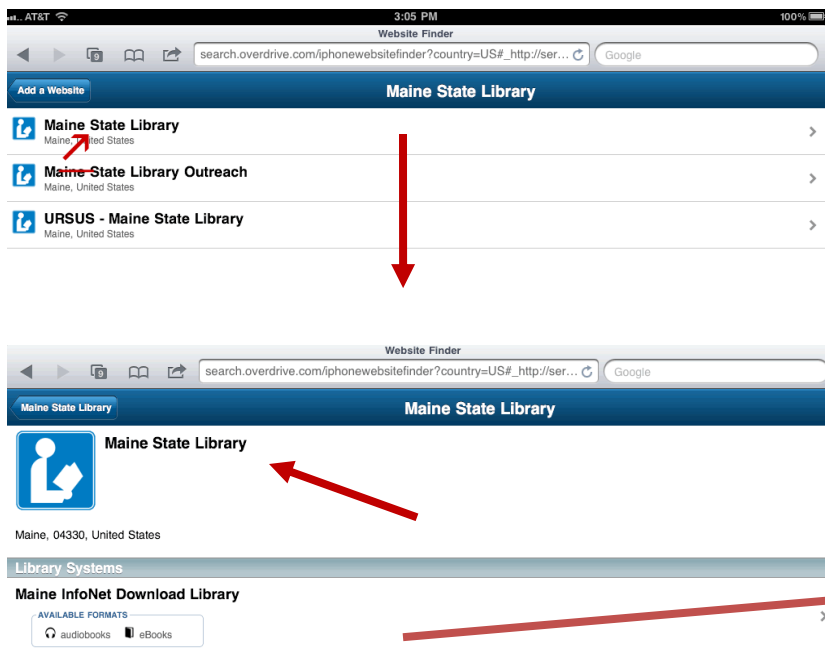 AT&T 3:05 PM 100%
Website Finder
9 search.overdrive.com/iphonewebsitefinder?country=US#_http://ser... Google
Add a Website Maine State Library
Maine State Library
Maine, United States
Maine State Library Outreach
Maine, United States
URSUS - Maine State Library
Maine, United States
Website Finder
9 search.overdrive.com/iphonewebsitefinder?country=US#_http://ser... Google
Maine State Library Maine State Library
Maine State Library
Maine, 04330, United States
Library Systems
Maine InfoNet Download Library
AVAILABLE FORMATS
audiobooks eBooks